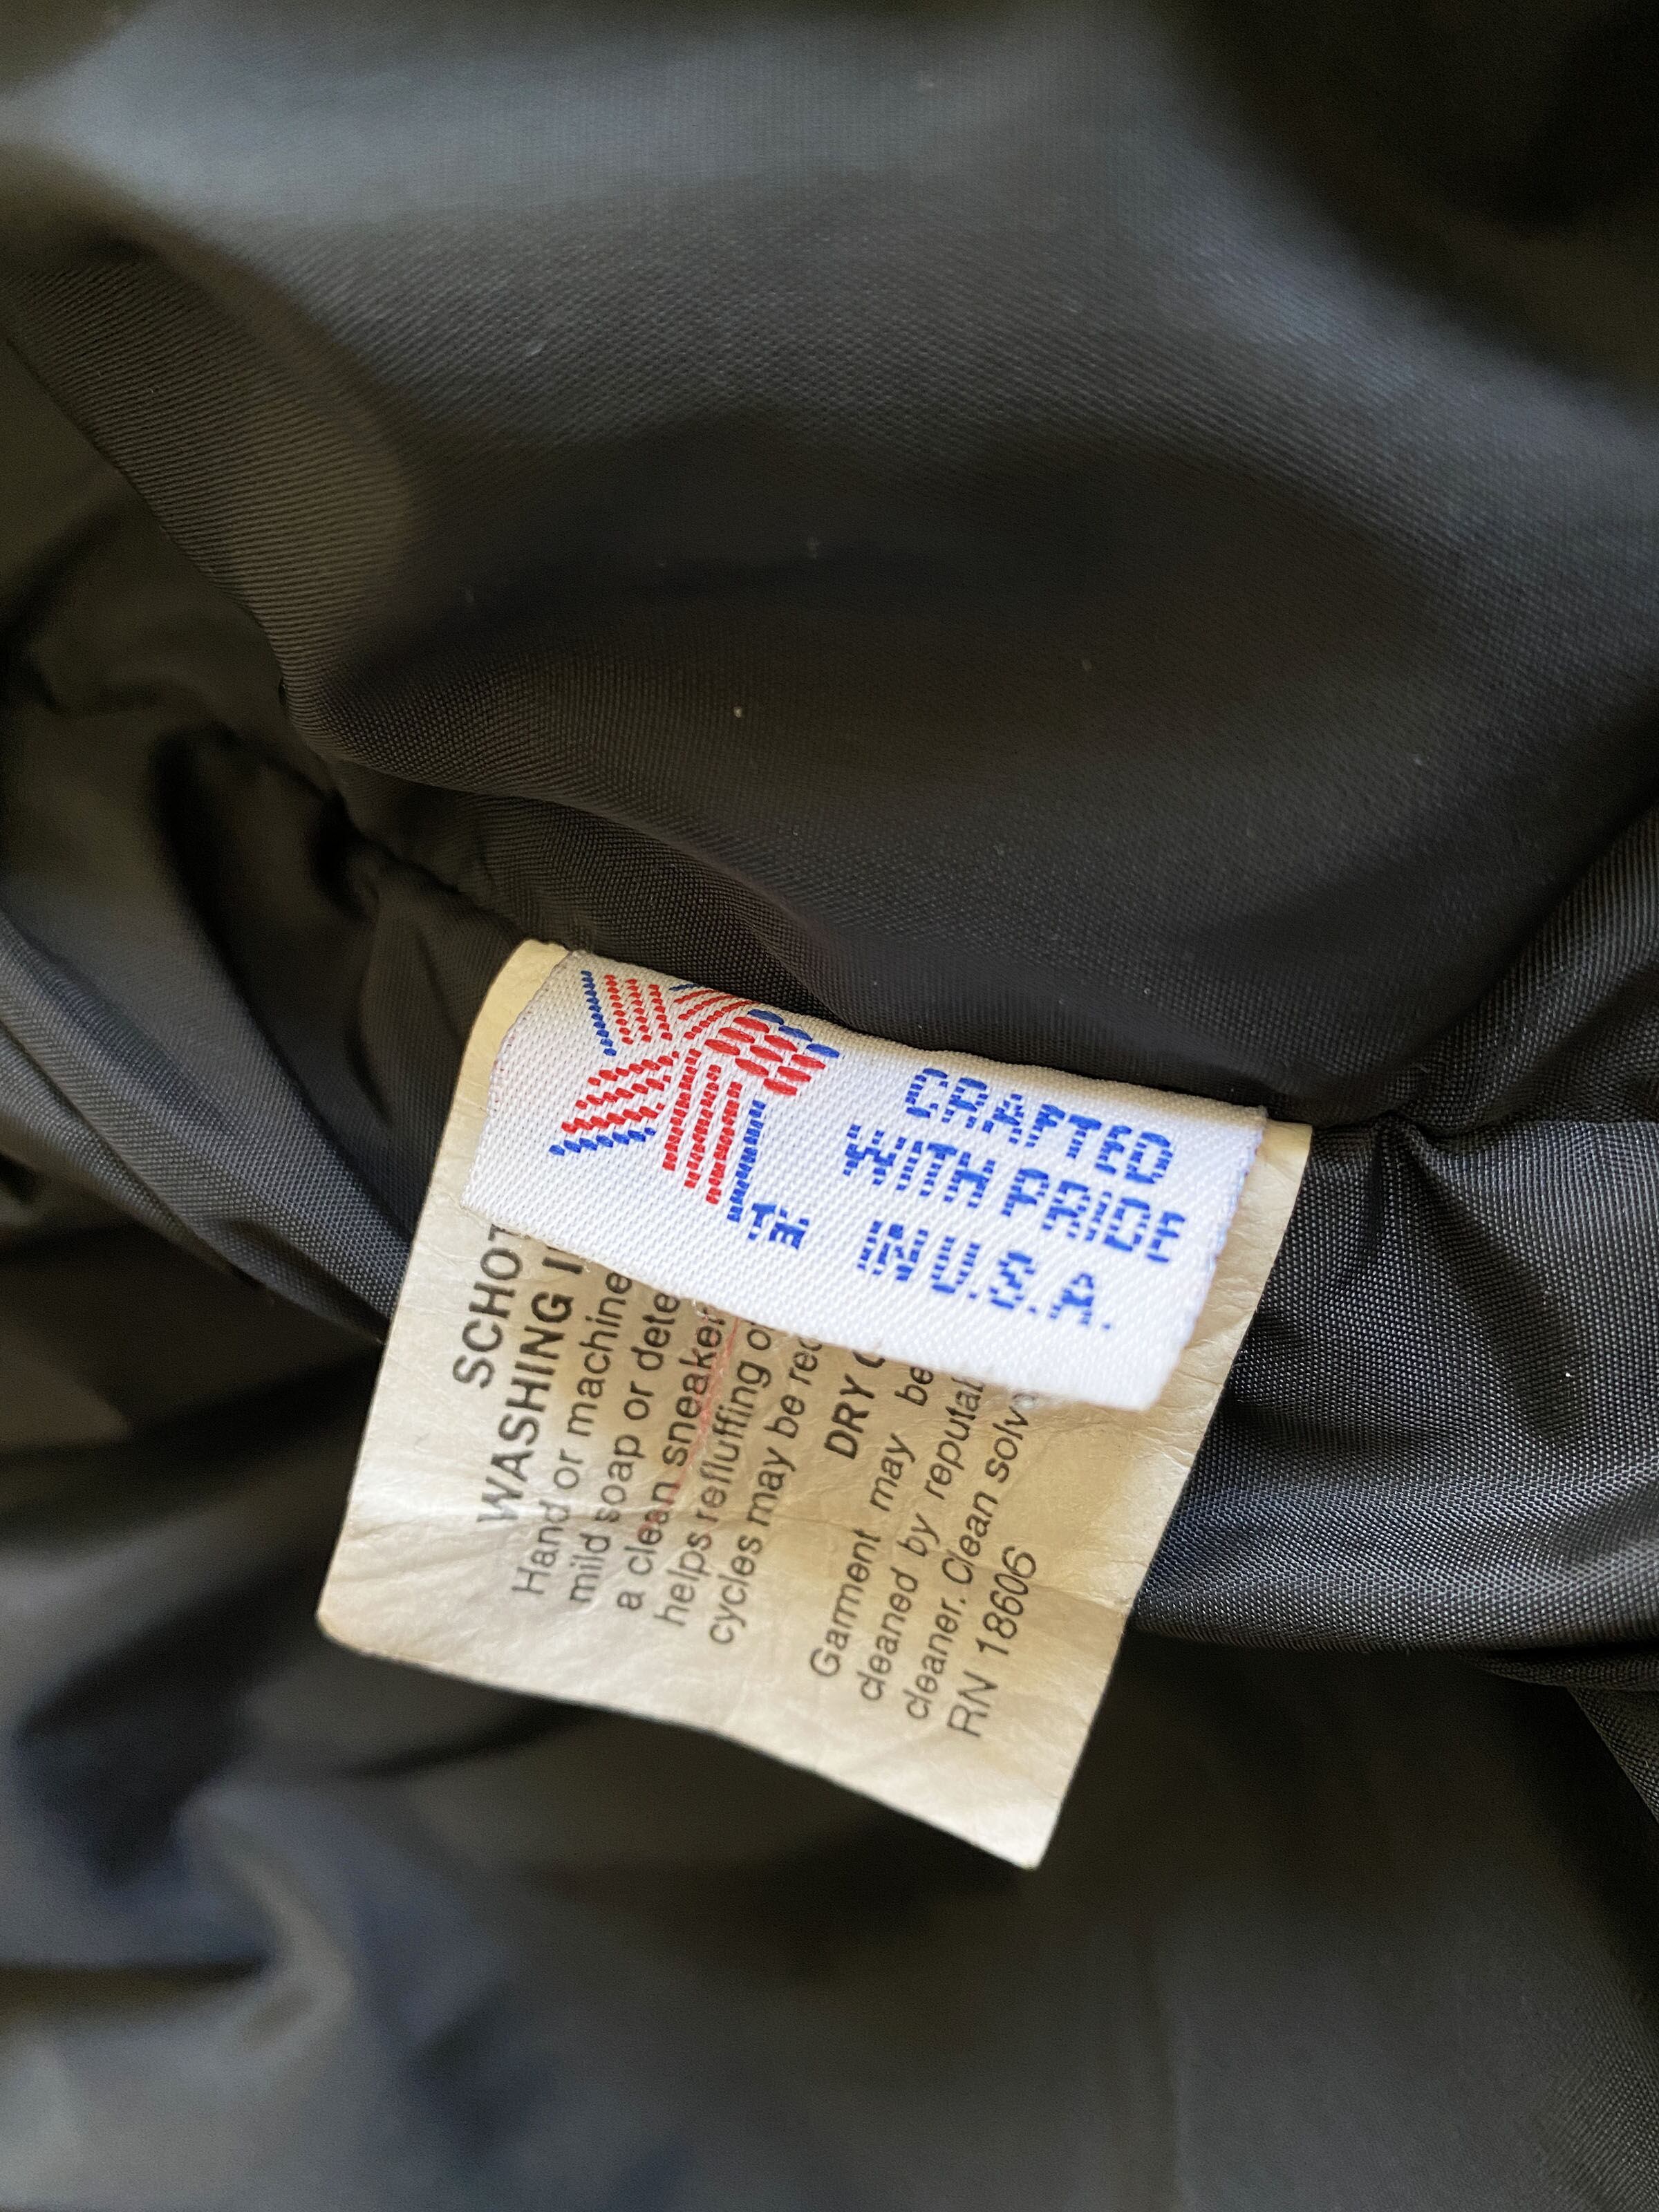 CRAFTED
WITH PRIDE
IN U.S.A.
TM
SCHOT
WASHING I
Hand or machine
mild soap or dete
a clean sneaker
helps refluffing o
cycles may be re
DRY
Garment may be
cleaned by reputa
cleaner. Clean solv
RN 18606